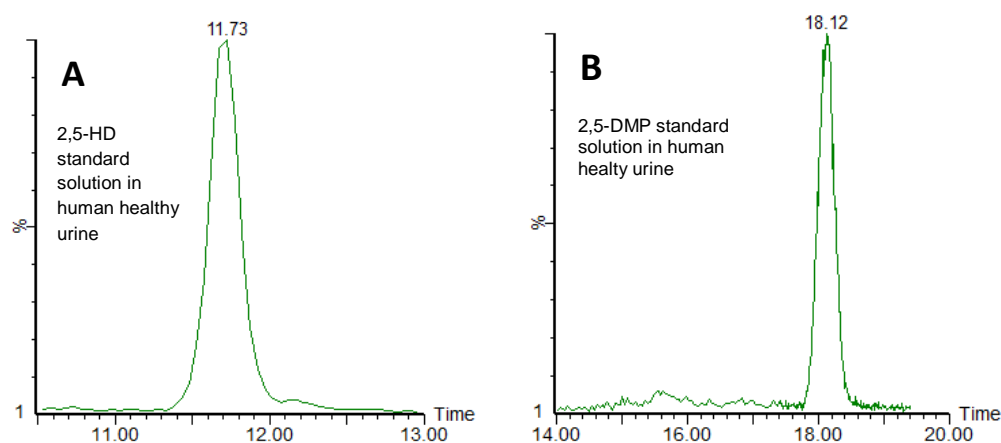 11.73
A
2,5-HD
standard
solution in
human healthy
urine
%
1
Time
11.00
12.00
13.00
18.12
B
2,5-DMP standard
solution in human
healty urine
%
1
Time
14.00
16.00
18.00
20.00